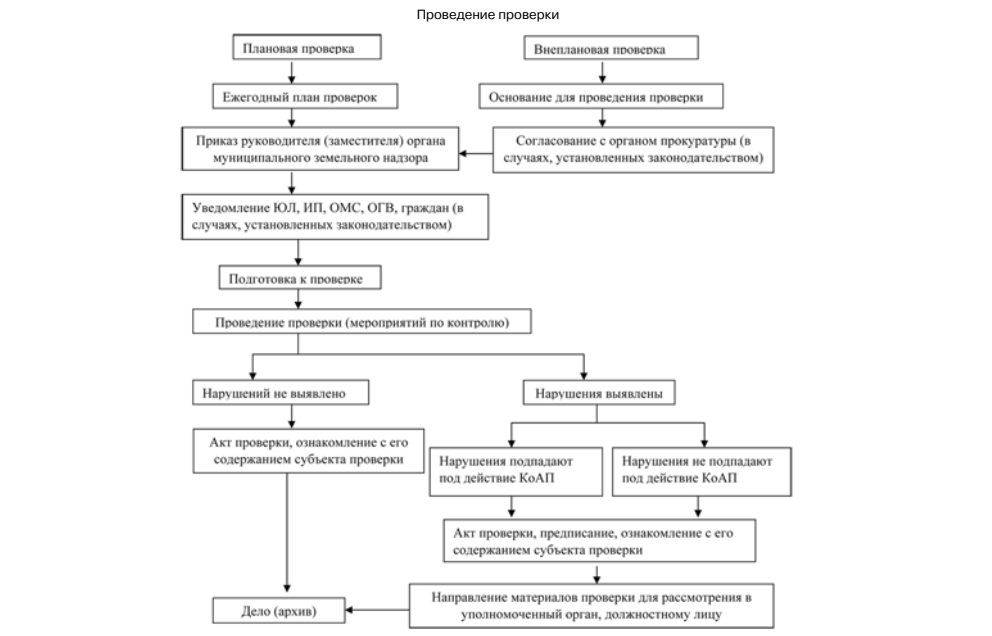 Проведение проверки
Плановая проверка
Внеплановая проверка
Ежегодный план проверок
Основание для проведения проверки
Приказ руководителя (заместителя) органа
муниципального земельного надзора
Согласование с органом прокуратуры (в
случаях, установленных законодательством)
Уведомление ЮЛ, ИП, ОМС, ОГВ, граждан (в
случаях, установленных законодательством)
Подготовка к проверке
Проведение проверки (мероприятий по контролю)
Нарушений не выявлено
Нарушения выявлены
Акт проверки, ознакомление с его
содержанием субъекта проверки
Нарушения подпадают
под действие КоАП
Нарушения не подпадают
под действие КоАП
Акт проверки, предписание, ознакомление с его
содержанием субъекта проверки
Направление материалов проверки для рассмотрения в
уполномоченный орган, должностному лицу
Дело (архив)